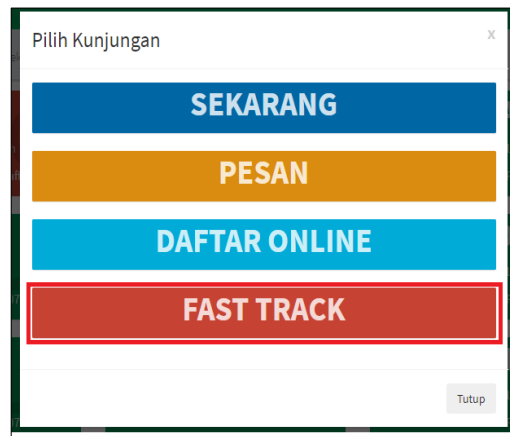 Pilih Kunjungan
x
SEKARANG
PESAN
DAFTAR ONLINE
FAST TRACK
Tutup